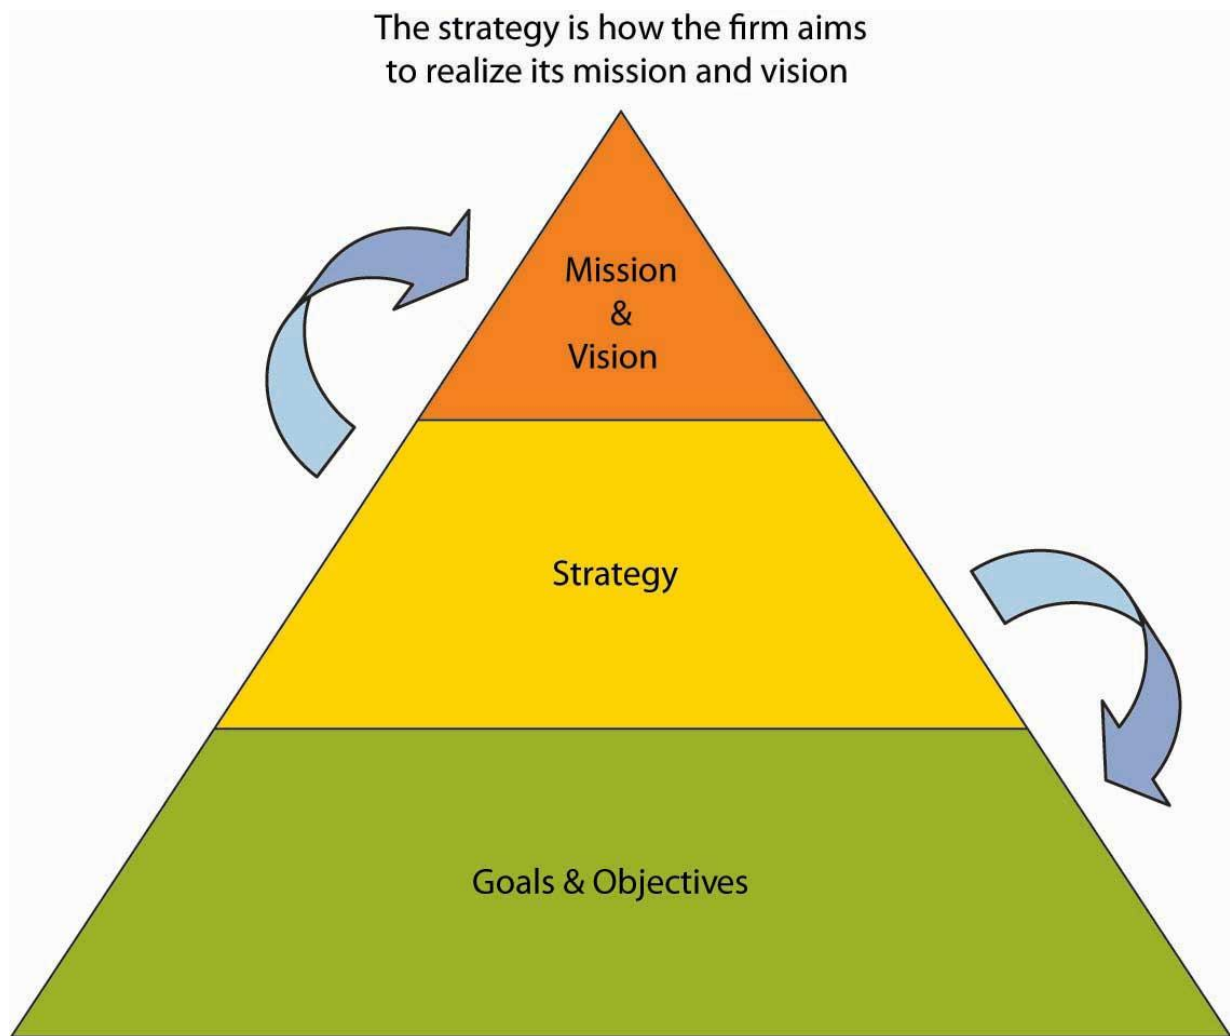 The strategy is how the firm aims
to realize its mission and vision
Mission
&
Vision
Strategy
Goals & Objectives